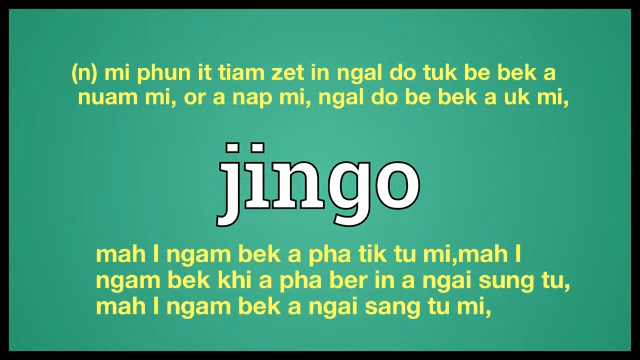 (n) mi phun it tiam zet in ngal do tuk be bek a
nuam mi, or a nap mi, ngal do be bek a uk mi,
jingo
mah I ngam bek a pha tik tu mi,mah I
ngam bek khi a pha ber in a ngai sung tu,
mah I ngam bek a ngai sang tu mi,